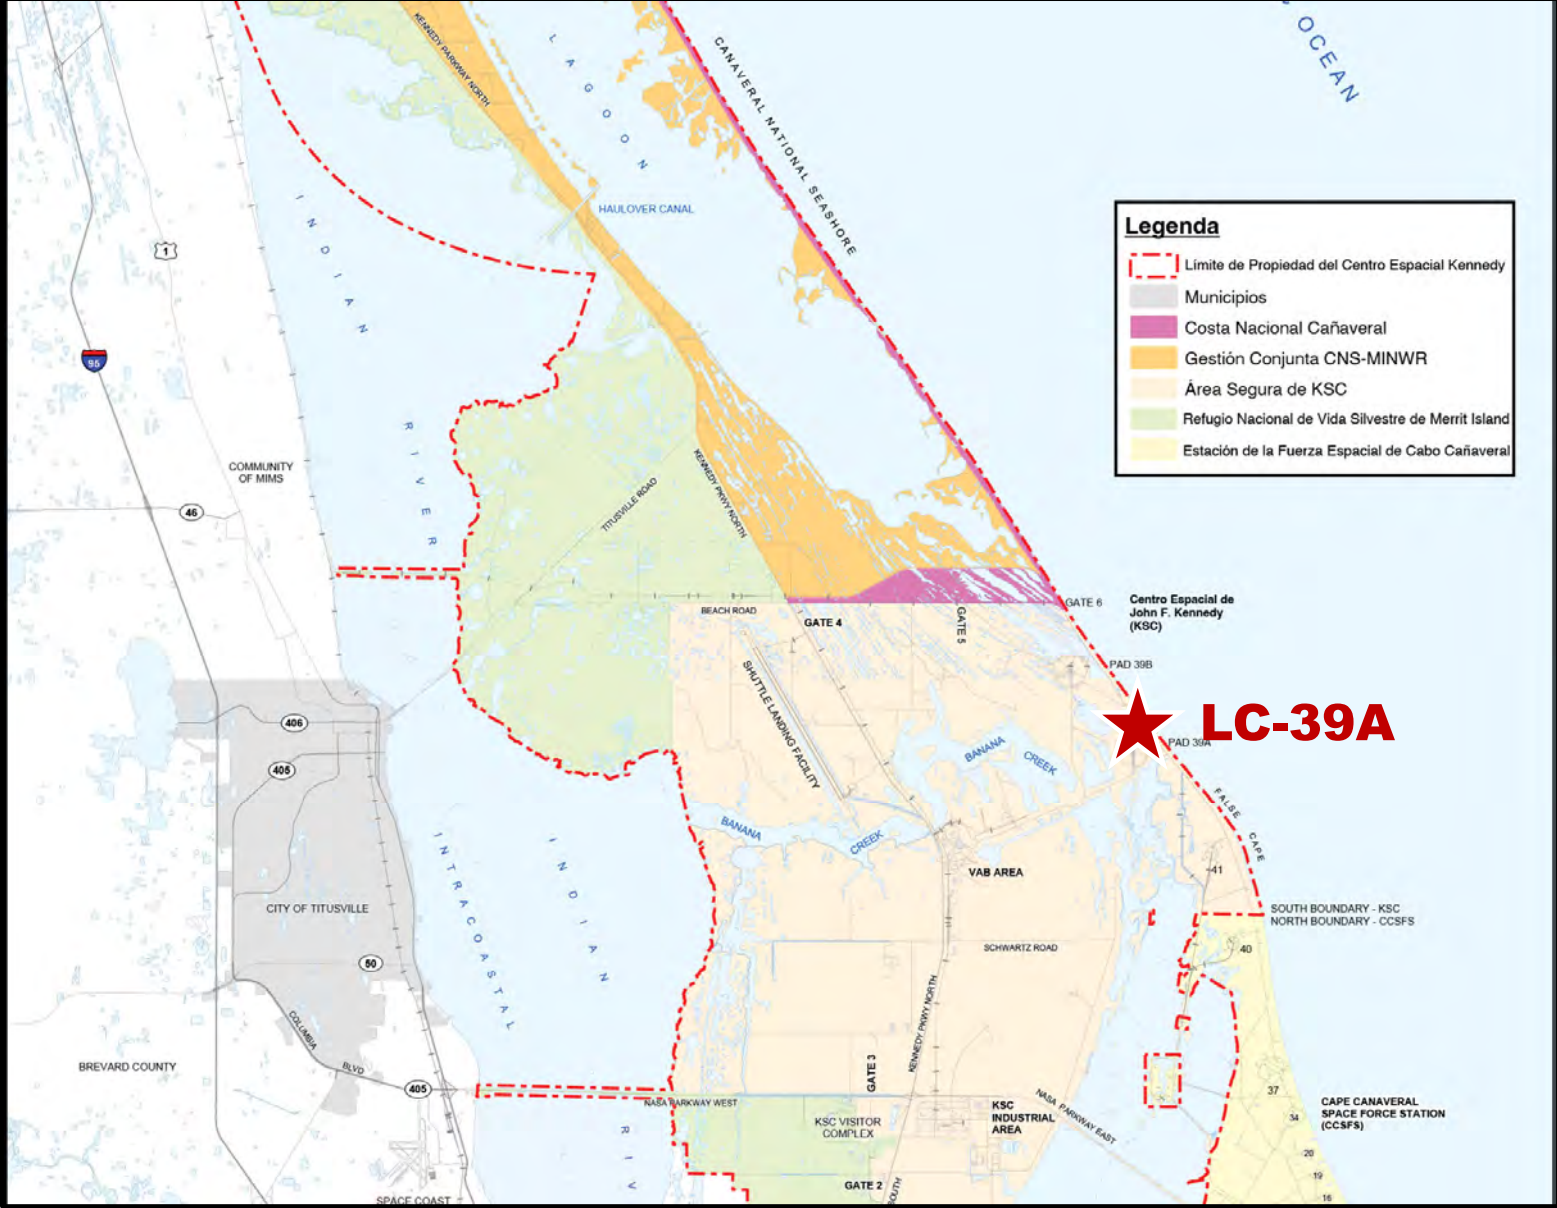 OCEAN
KENNEDY PARKWAY NORTH
LAGOON
CANAVERAL NATIONAL SEASHORE
HAULOVER CANAL
1
INDIAN
RIVER
95
Legenda
Límite de Propiedad del Centro Espacial Kennedy
Municipios
Costa Nacional Cañaveral
Gestión Conjunta CNS-MINWR
Área Segura de KSC
Refugio Nacional de Vida Silvestre de Merrit Island
Estación de la Fuerza Espacial de Cabo Cañaveral
COMMUNITY
OF MIMS
46
TITUSVILLE ROAD
KENNEDY PKWY NORTH
BEACH ROAD
GATE 4
GATE 5
GATE 6
Centro Espacial de
John F. Kennedy
(KSC)
PAD 39B
SHUTTLE LANDING FACILITY
LC-39A
PAD 39A
BANANA
CREEK
406
405
FALSE CAPE
BANANA
CREEK
VAB AREA
41
INTRACOASTAL
INDIAN
RIV
CITY OF TITUSVILLE
SOUTH BOUNDARY - KSC
NORTH BOUNDARY - CCSFS
40
SCHWARTZ ROAD
50
KENNEDY PKWY NORTH
COLUMBIA
BLVD
BREVARD COUNTY
405
GATE 3
NASA PARKWAY WEST
KSC VISITOR
COMPLEX
KSC
INDUSTRIAL
AREA
NASA PARKWAY EAST
37
34
CAPE CANAVERAL
SPACE FORCE STATION
(CCSFS)
20
19
16
GATE 2
SOUTH
SPACE COAST